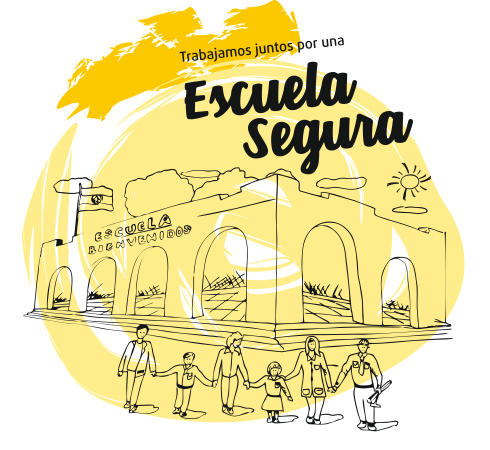 Trabajamos juntos por una
Escuela
Segura
ESCUELA
BIENVENIDOS